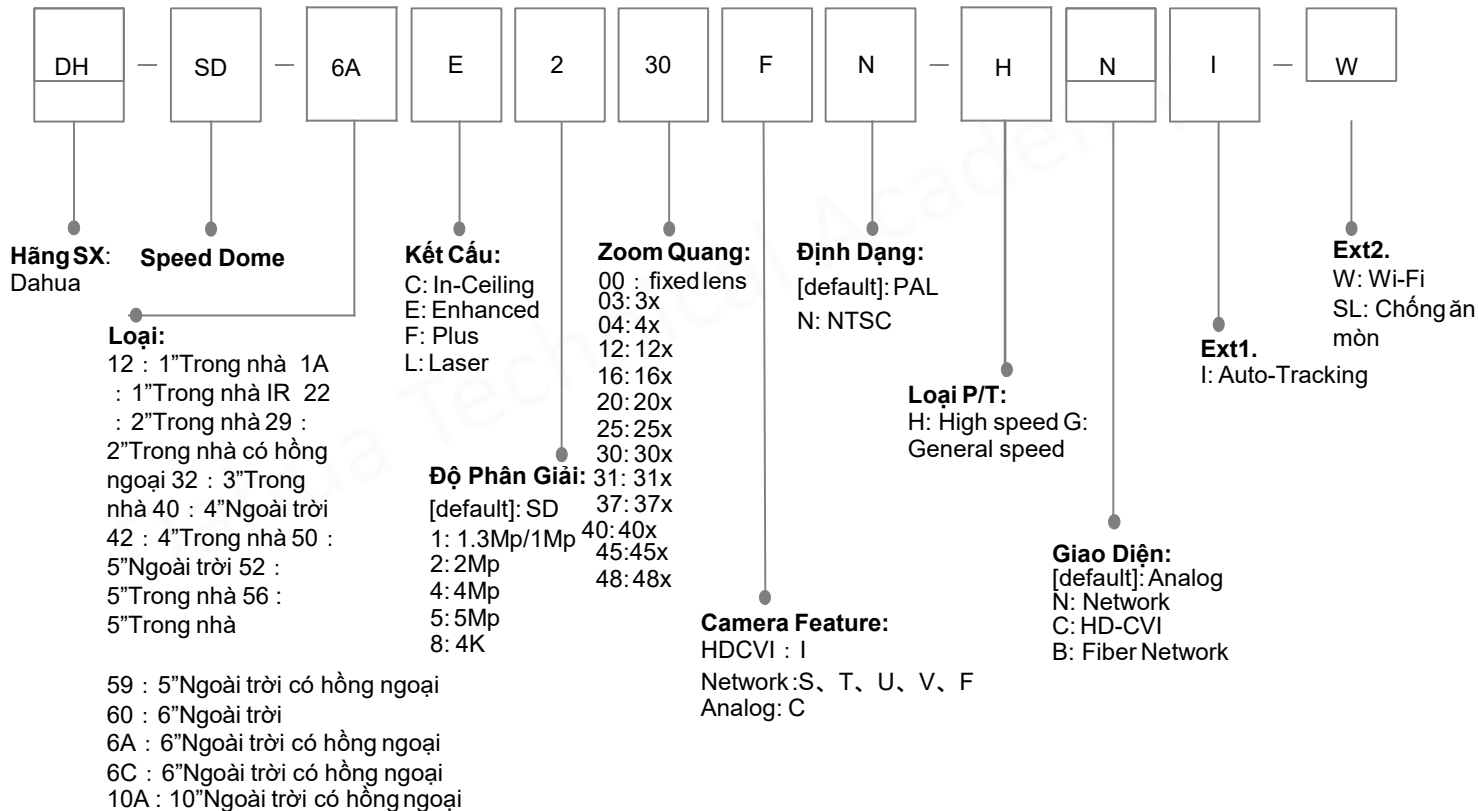 DH — SD — 6A E 2 30 F N — H N I — W
Hãng SX:
Dahua
Speed Dome
Loại:
12 : 1”Trong nhà 1A
: 1”Trong nhà IR 22
: 2”Trong nhà 29 :
2”Trong nhà có hồng
ngoại 32 : 3”Trong
nhà 40 : 4”Ngoài trời
42 : 4”Trong nhà 50 :
5”Ngoài trời 52 :
5”Trong nhà 56 :
5”Trong nhà
59 : 5”Ngoài trời có hồng ngoại
60 : 6”Ngoài trời
6A : 6”Ngoài trời có hồng ngoại
6C : 6”Ngoài trời có hồng ngoại
10A : 10”Ngoài trời có hồng ngoại
Kết Cấu:
C: In-Ceiling
E: Enhanced
F: Plus
L: Laser
Độ Phân Giải:
[default]: SD
1: 1.3Mp/1Mp
2: 2Mp
4: 4Mp
5: 5Mp
8: 4K
Zoom Quang:
00 : fixed lens
03: 3x
04: 4x
12: 12x
16: 16x
20: 20x
25: 25x
30: 30x
31: 31x
37: 37x
40: 40x
45: 45x
48: 48x
Camera Feature:
HDCVI : I
Network :S、T、U、V、F
Analog: C
Định Dạng:
[default]: PAL
N: NTSC
Loại P/T:
H: High speed G:
General speed
Giao Diện:
[default]: Analog
N: Network
C: HD-CVI
B: Fiber Network
Ext1.
I: Auto-Tracking
Ext2.
W: Wi-Fi
SL: Chống ăn
mòn
Dahua Technical Academy